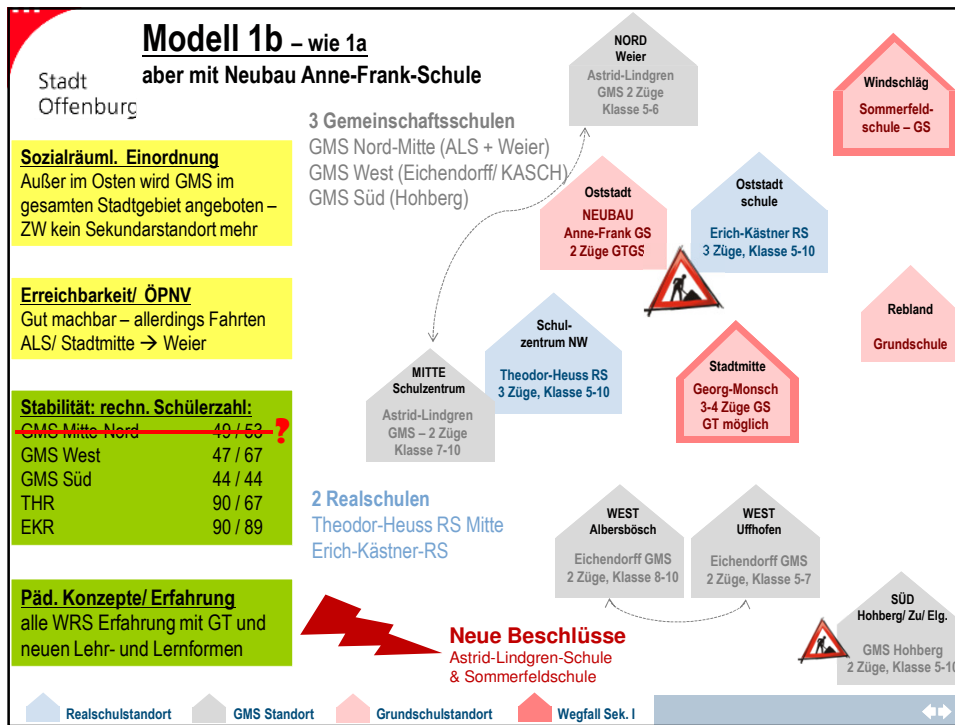 Stadt
Offenburg
Modell 1b – wie 1a
aber mit Neubau Anne-Frank-Schule
Sozialräuml. Einordnung
Außer im Osten wird GMS im
gesamten Stadtgebiet angeboten –
ZW kein Sekundarstandort mehr
Erreichbarkeit/ ÖPNV
Gut machbar – allerdings Fahrten
ALS/ Stadtmitte → Weier
Stabilität: rechn. Schülerzahl:
GMS Mitte Nord 49 / 53 ?
GMS West 47 / 67
GMS Süd 44 / 44
THR 90 / 67
EKR 90 / 89
Päd. Konzepte/ Erfahrung
alle WRS Erfahrung mit GT und
neuen Lehr- und Lernformen
3 Gemeinschaftsschulen
GMS Nord-Mitte (ALS + Weier)
GMS West (Eichendorff/ KASCH)
GMS Süd (Hohberg)
NORD
Weier
Astrid-Lindgren
GMS 2 Züge
Klasse 5-6
Windschläg
Sommerfeld-
schule – GS
Oststadt
NEUBAU
Anne-Frank GS
2 Züge GTGS
Oststadt
schule
Erich-Kästner RS
3 Züge, Klasse 5-10
Rebland
Grundschule
Schul-
zentrum NW
Theodor-Heuss RS
3 Züge, Klasse 5-10
MITTE
Schulzentrum
Astrid-Lindgren
GMS – 2 Züge
Klasse 7-10
Stadtmitte
Georg-Monsch
3-4 Züge GS
GT möglich
2 Realschulen
Theodor-Heuss RS Mitte
Erich-Kästner-RS
WEST
Albersbösch
Eichendorff GMS
2 Züge, Klasse 8-10
WEST
Uffhofen
Eichendorff GMS
2 Züge, Klasse 5-7
SÜD
Hohberg/ Zu/ Elg.
GMS Hohberg
2 Züge, Klasse 5-10
Neue Beschlüsse
Astrid-Lindgren-Schule
& Sommerfeldschule
Realschulstandort
GMS Standort
Grundschulstandort
Wegfall Sek. I